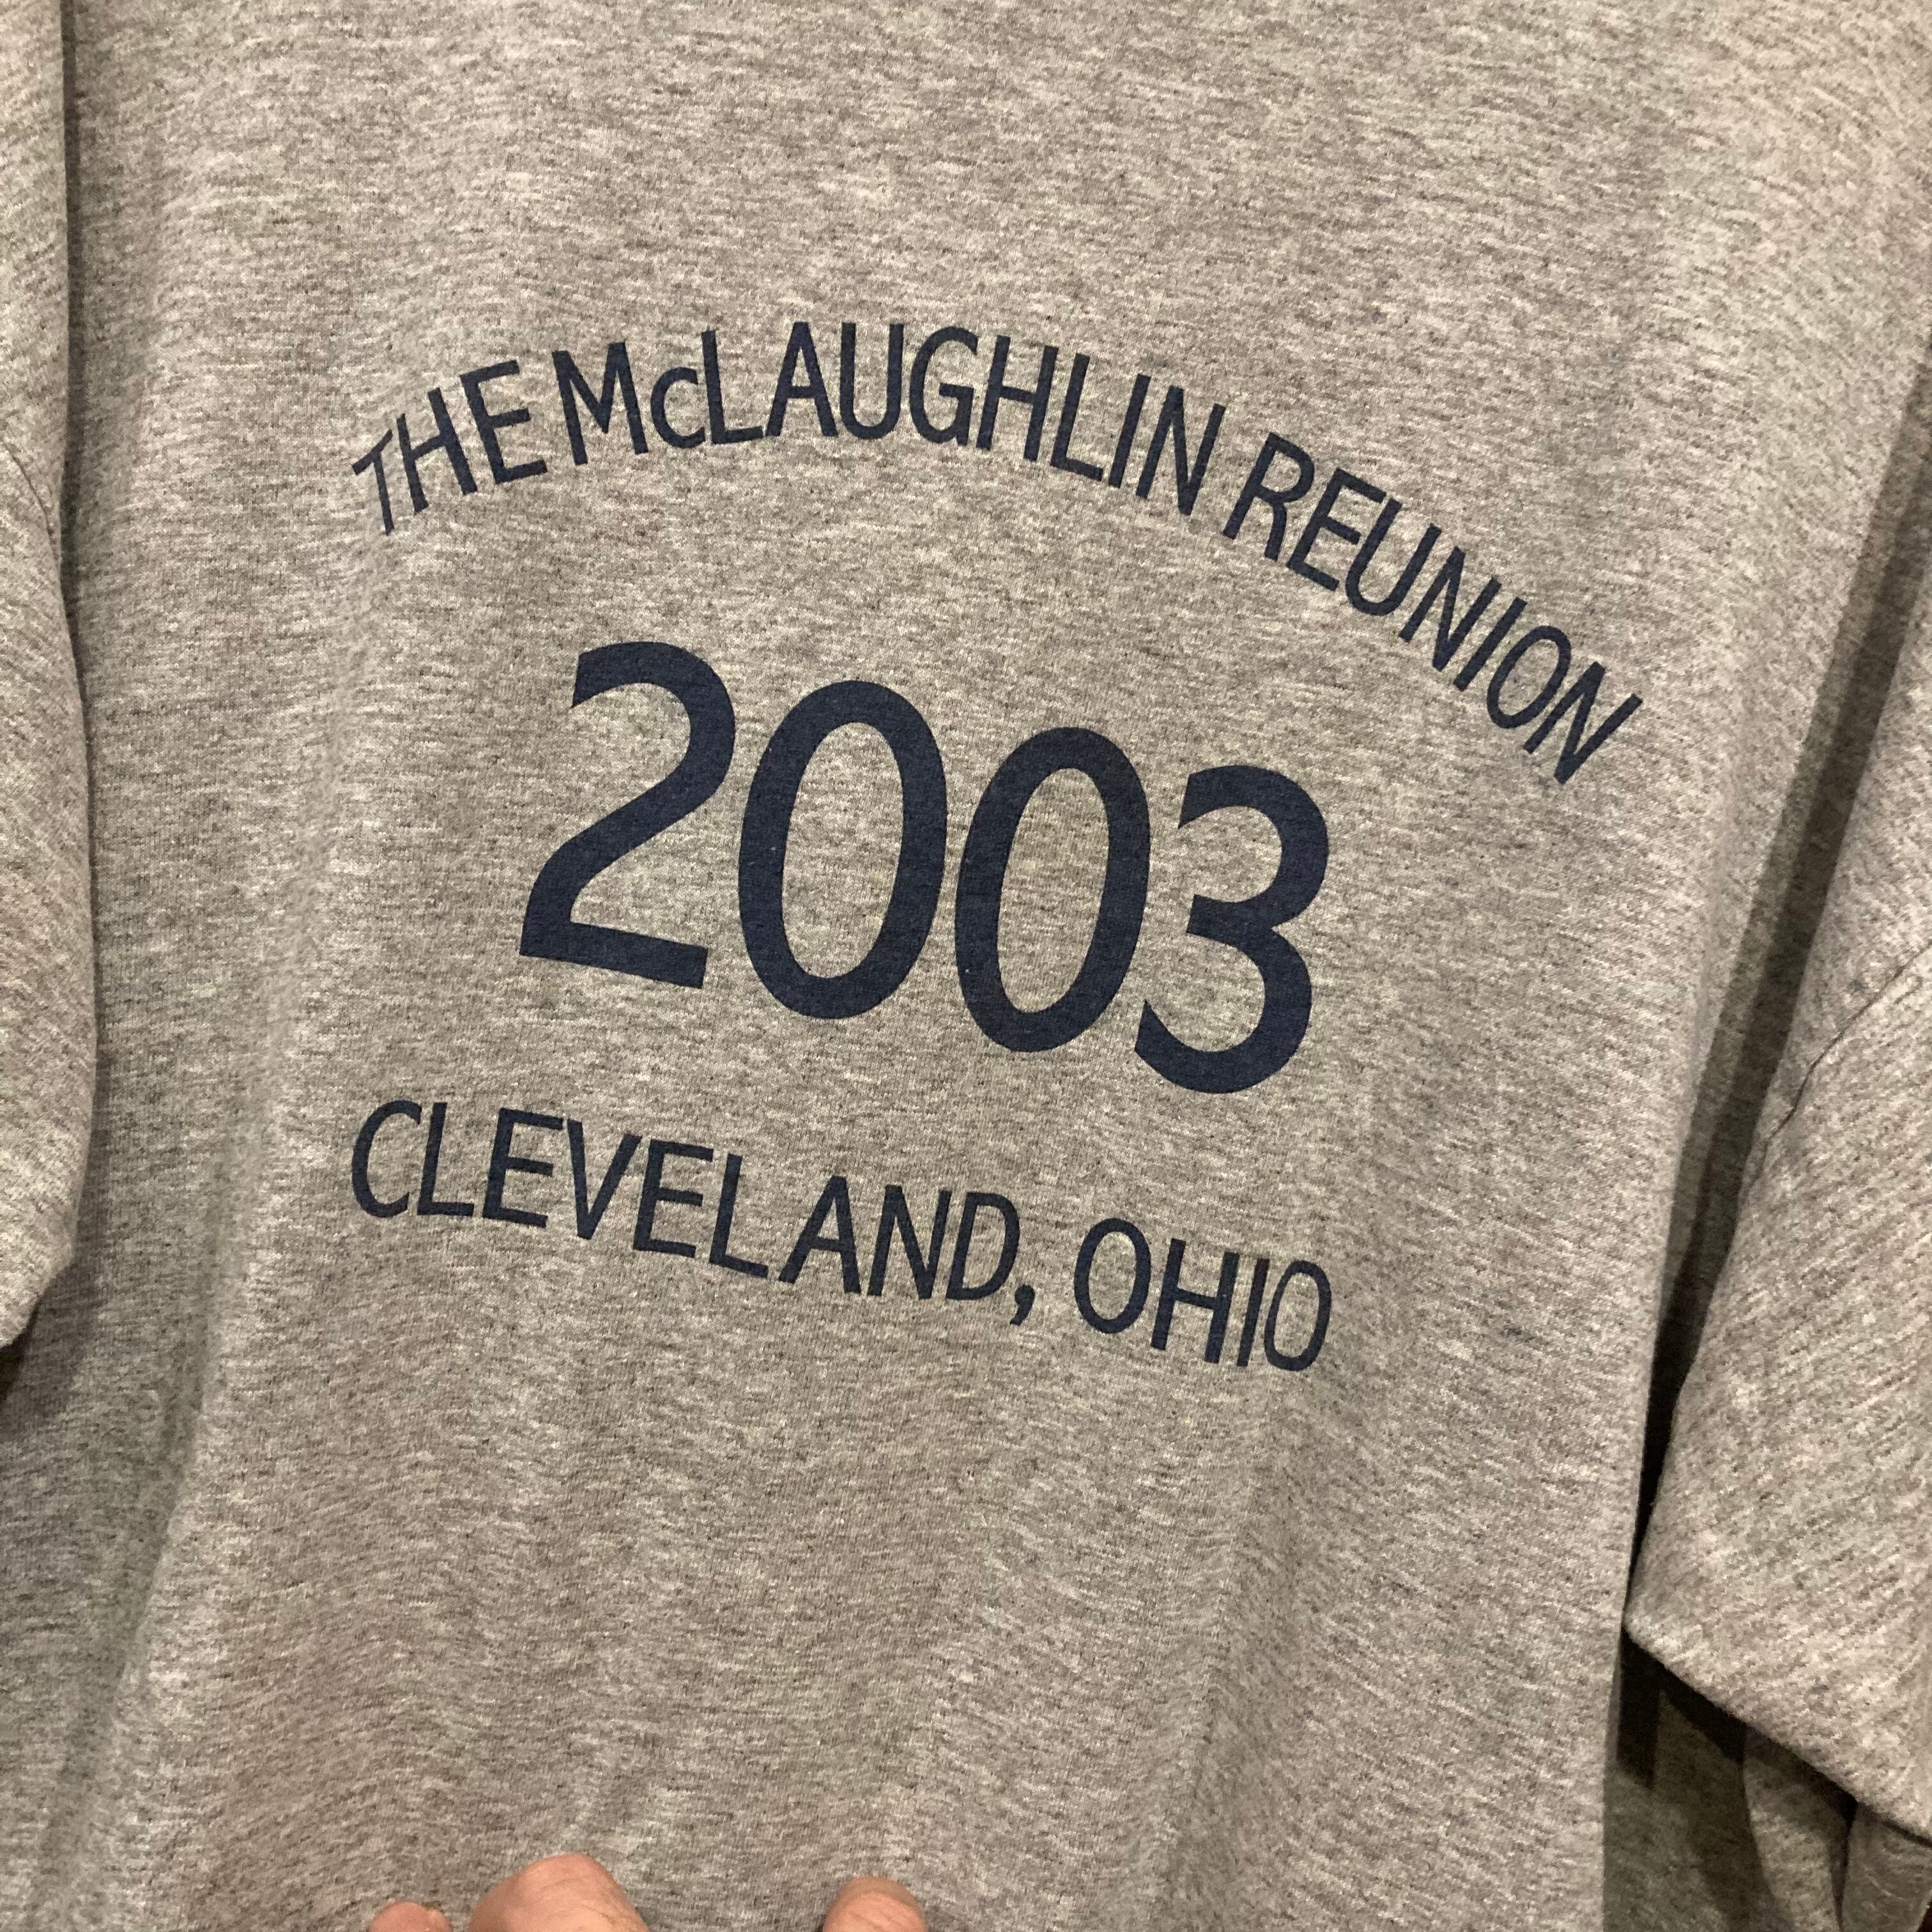 THE McLAUGHLIN REUNION
2003
CLEVELAND, OHIO